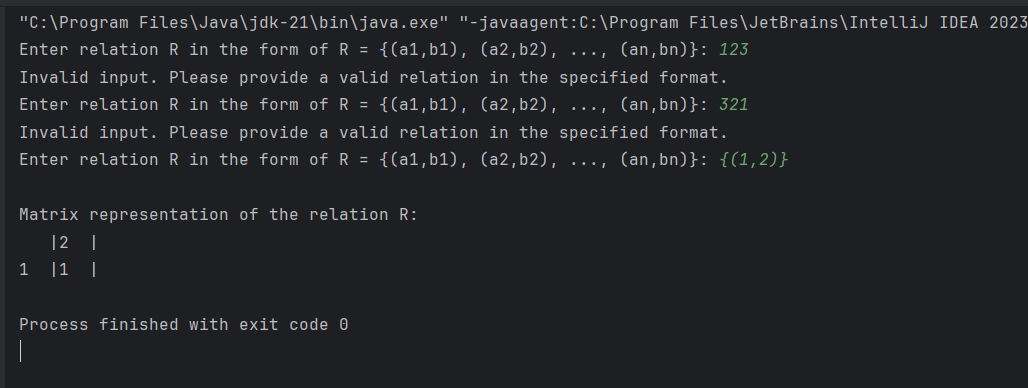 "C:\Program Files\Java\jdk-21\bin\java.exe" "-javaagent:C:\Program Files\JetBrains\IntelliJ IDEA 2023
Enter relation R in the form of R = {(a1,b1), (a2,b2), ..., (an,bn)}: 123
Invalid input. Please provide a valid relation in the specified format.
Enter relation R in the form of R = {(a1,b1), (a2,b2), ..., (an,bn)}: 321
Invalid input. Please provide a valid relation in the specified format.
Enter relation R in the form of R = {(a1,b1), (a2,b2), ..., (an,bn)}: {(1,2)}
Matrix representation of the relation R:
   |2  |
1  |1  |
Process finished with exit code 0